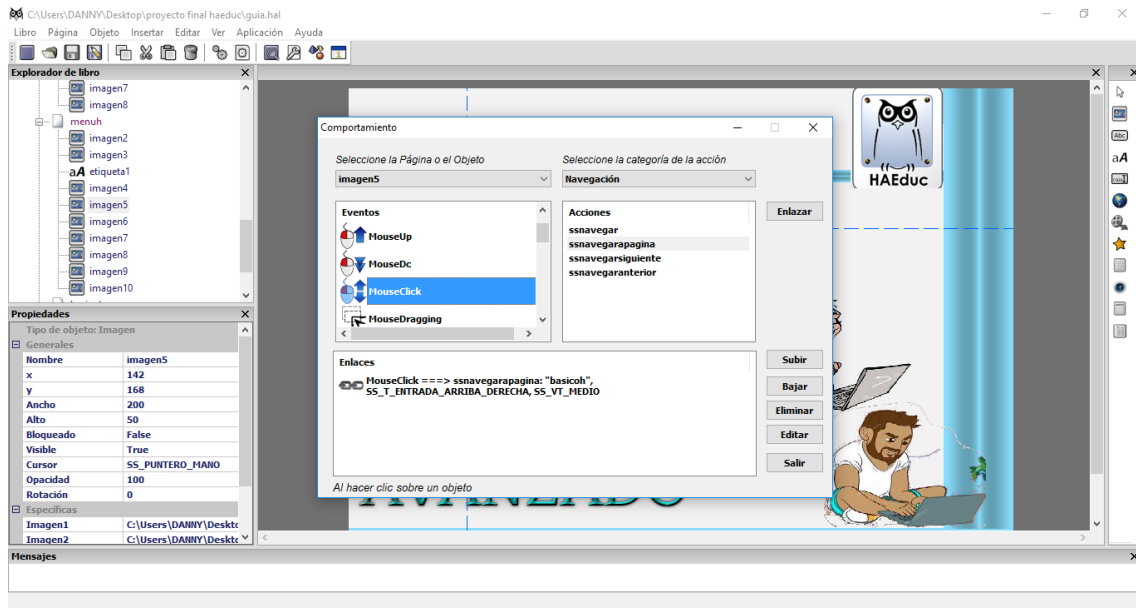 C:\Users\DANNY\Desktop\proyecto final haeduc\guia.hal
Libro Página Objeto Insertar Editar Ver Aplicación Ayuda
Explorador de libro
imagen7
imagen8
menuh
imagen2
imagen3
aA etiqueta1
imagen4
imagen5
imagen6
imagen7
imagen8
imagen9
imagen10
Propiedades
Tipo de objeto: Imagen
Generales
Nombre imagen5
x 142
y 168
Ancho 200
Alto 50
Bloqueado False
Visible True
Cursor SS_PUNTERO_MANO
Opacidad 100
Rotación 0
Específicas
Imagen1 C:\Users\DANNY\Deskto
Imagen2 C:\Users\DANNY\Deskto
Mensajes
Comportamiento
Seleccione la Página o el Objeto
imagen5
Seleccione la categoría de la acción
Navegación
Eventos
MouseUp
MouseDc
MouseClick
MouseDragging
Acciones
ssnavegar
ssnavegarapagina
ssnavegarsiguiente
ssnavegaranterior
Enlazar
Enlaces
MouseClick ===> ssnavegarapagina: "basicoh",
SS_T_ENTRADA_ARRIBA_DERECHA, SS_VT_MEDIO
Subir
Bajar
Eliminar
Editar
Salir
Al hacer clic sobre un objeto
HAEduc
AVANZADO
Abc
aA